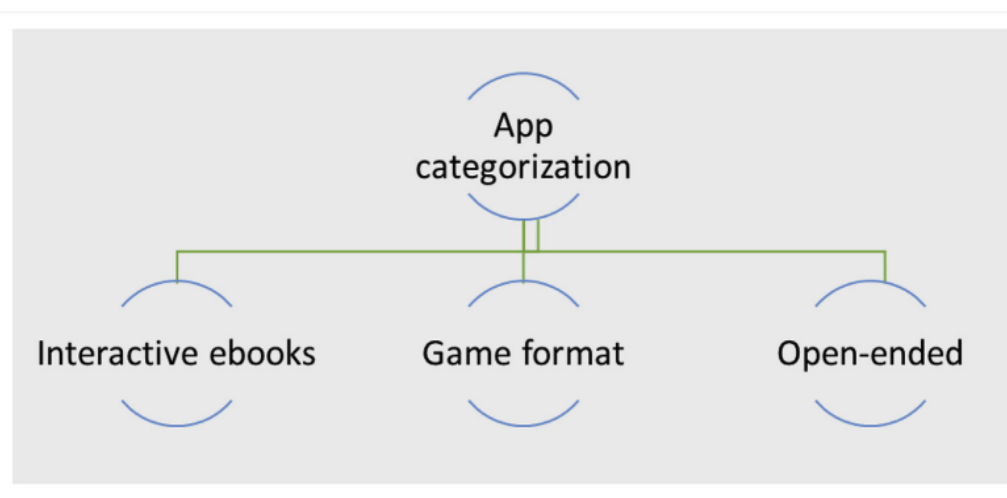 App
categorization
Interactive ebooks
Game format
Open-ended